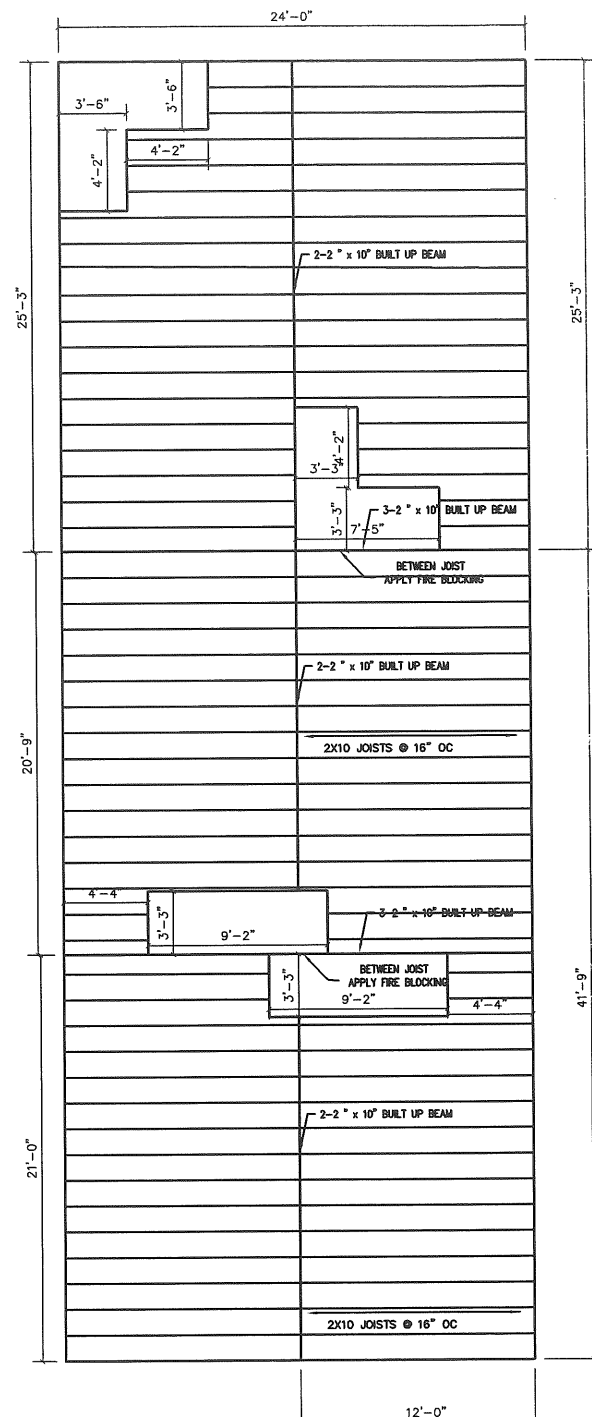 24'-0"
3'-6"
3'-6"
4'-2"
4'-2"
2-2 " x 10" BUILT UP BEAM
25'-3"
25'-3"
4'-2"
3'-3"
3'-3"
3-2 " x 10' BUILT UP BEAM
7'-5"
BETWEEN JOIST
APPLY FIRE BLOCKING
2-2 " x 10" BUILT UP BEAM
20'-9"
2X10 JOISTS @ 16" OC
4'-4"
3'-3"
3-2 " x 10" BUILT UP BEAM
9'-2"
BETWEEN JOIST
APPLY FIRE BLOCKING
3'-3"
9'-2"
4'-4"
41'-9"
2-2 " x 10" BUILT UP BEAM
21'-0"
2X10 JOISTS @ 16" OC
12'-0"